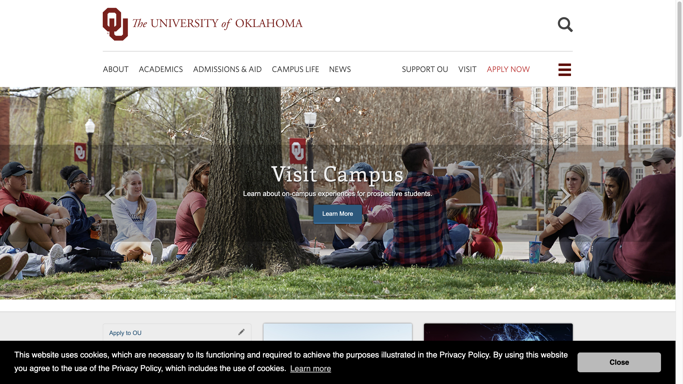 The UNIVERSITY of OKLAHOMA
ABOUT ACADEMICS ADMISSIONS & AID CAMPUS LIFE NEWS SUPPORT OU VISIT APPLY NOW
Visit Campus
Learn about on-campus experiences for prospective students.
Learn More
Apply to OU
This website uses cookies, which are necessary to its functioning and required to achieve the purposes illustrated in the Privacy Policy. By using this website
you agree to the use of the Privacy Policy, which includes the use of cookies. Learn more
Close